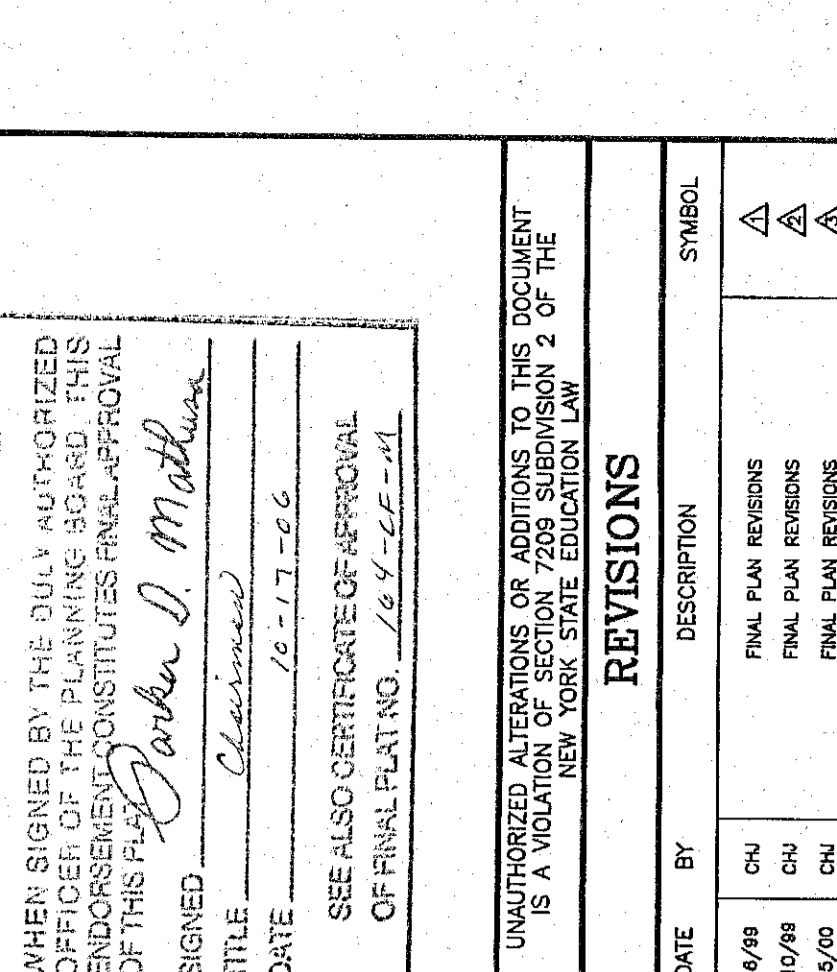 WHEN SIGNED BY THE DULY AUTHORIZED
OFFICER OF THE PLANNING BOARD, THIS
ENDORSEMENT CONSTITUTES FINAL APPROVAL
OF THIS PLAT
SIGNED Parker D. Mathusa
TITLE Chairman
DATE 10-17-06
SEE ALSO CERTIFICATE OF APPROVAL
OF FINAL PLAT NO. 164-CF-M
UNAUTHORIZED ALTERATIONS OR ADDITIONS TO THIS DOCUMENT
IS A VIOLATION OF SECTION 7209 SUBDIVISION 2 OF THE
NEW YORK STATE EDUCATION LAW
REVISIONS
DATE BY DESCRIPTION SYMBOL
6/99 CHJ FINAL PLAN REVISIONS 1
10/99 CHJ FINAL PLAN REVISIONS 2
5/00 CHJ FINAL PLAN REVISIONS 3